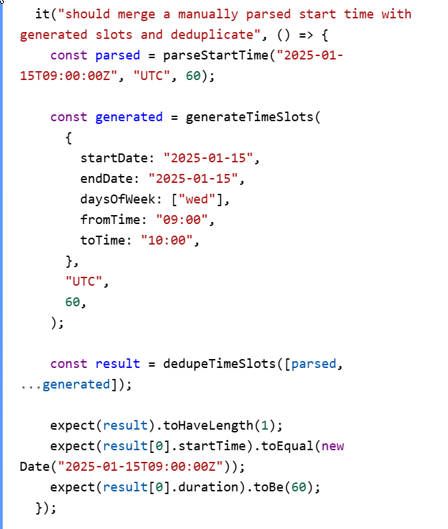 it("should merge a manually parsed start time with
generated slots and deduplicate", () => {
const parsed = parseStartTime("2025-01-
15T09:00:00Z", "UTC", 60);
const generated = generateTimeSlots(
{
startDate: "2025-01-15",
endDate: "2025-01-15",
daysOfWeek: ["wed"],
fromTime: "09:00",
toTime: "10:00",
},
"UTC",
60,
);
const result = dedupeTimeSlots([parsed,
...generated]);
expect(result).toHaveLength(1);
expect(result[0].startTime).toEqual(new
Date("2025-01-15T09:00:00Z"));
expect(result[0].duration).toBe(60);
});